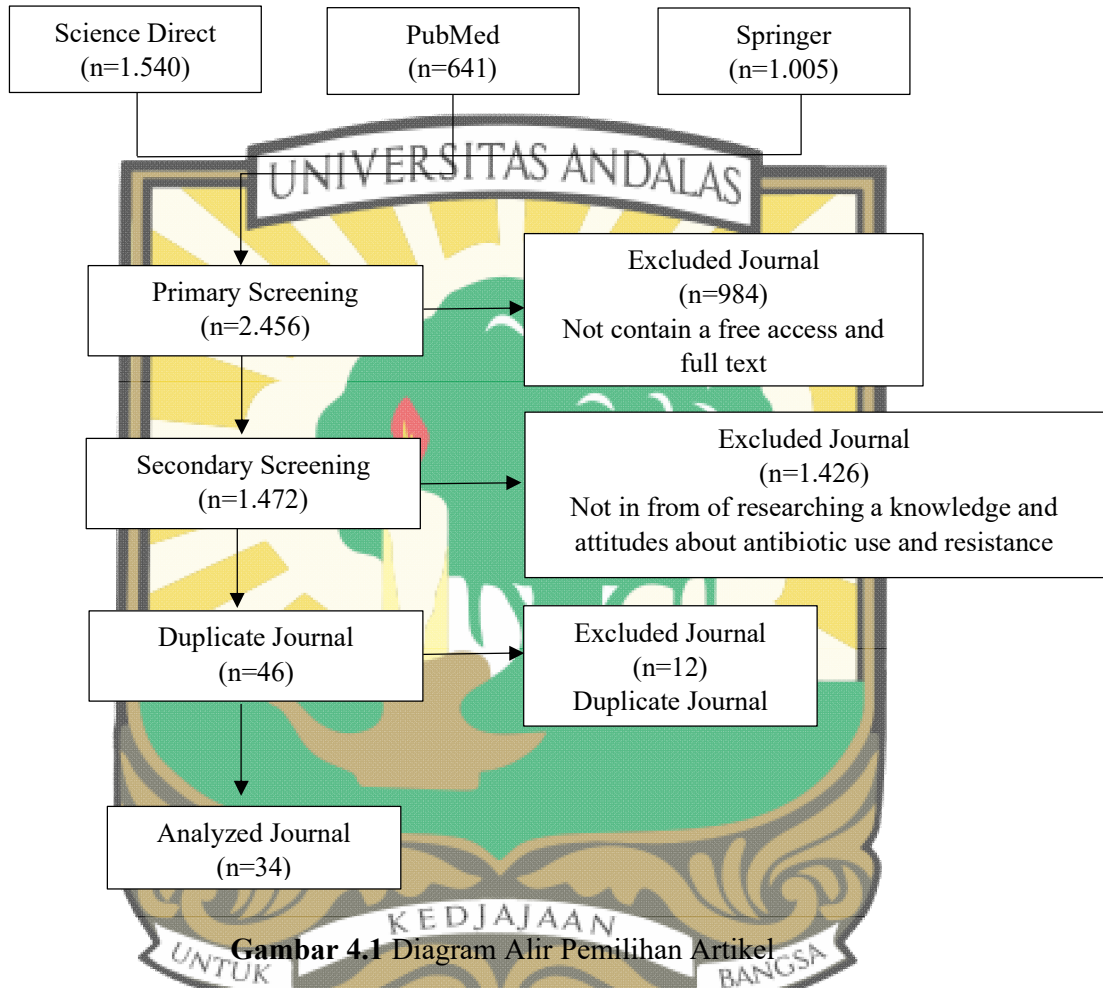 Science Direct
(n=1.540)
PubMed
(n=641)
Springer
(n=1.005)
UNIVERSITAS ANDALAS
Primary Screening
(n=2.456)
Excluded Journal
(n=984)
Not contain a free access and
full text
Secondary Screening
(n=1.472)
Excluded Journal
(n=1.426)
Not in from of researching a knowledge and
attitudes about antibiotic use and resistance
Duplicate Journal
(n=46)
Excluded Journal
(n=12)
Duplicate Journal
Analyzed Journal
(n=34)
KEDJAJAAN
Gambar 4.1 Diagram Alir Pemilihan Artikel
UNTUK
BANGSA